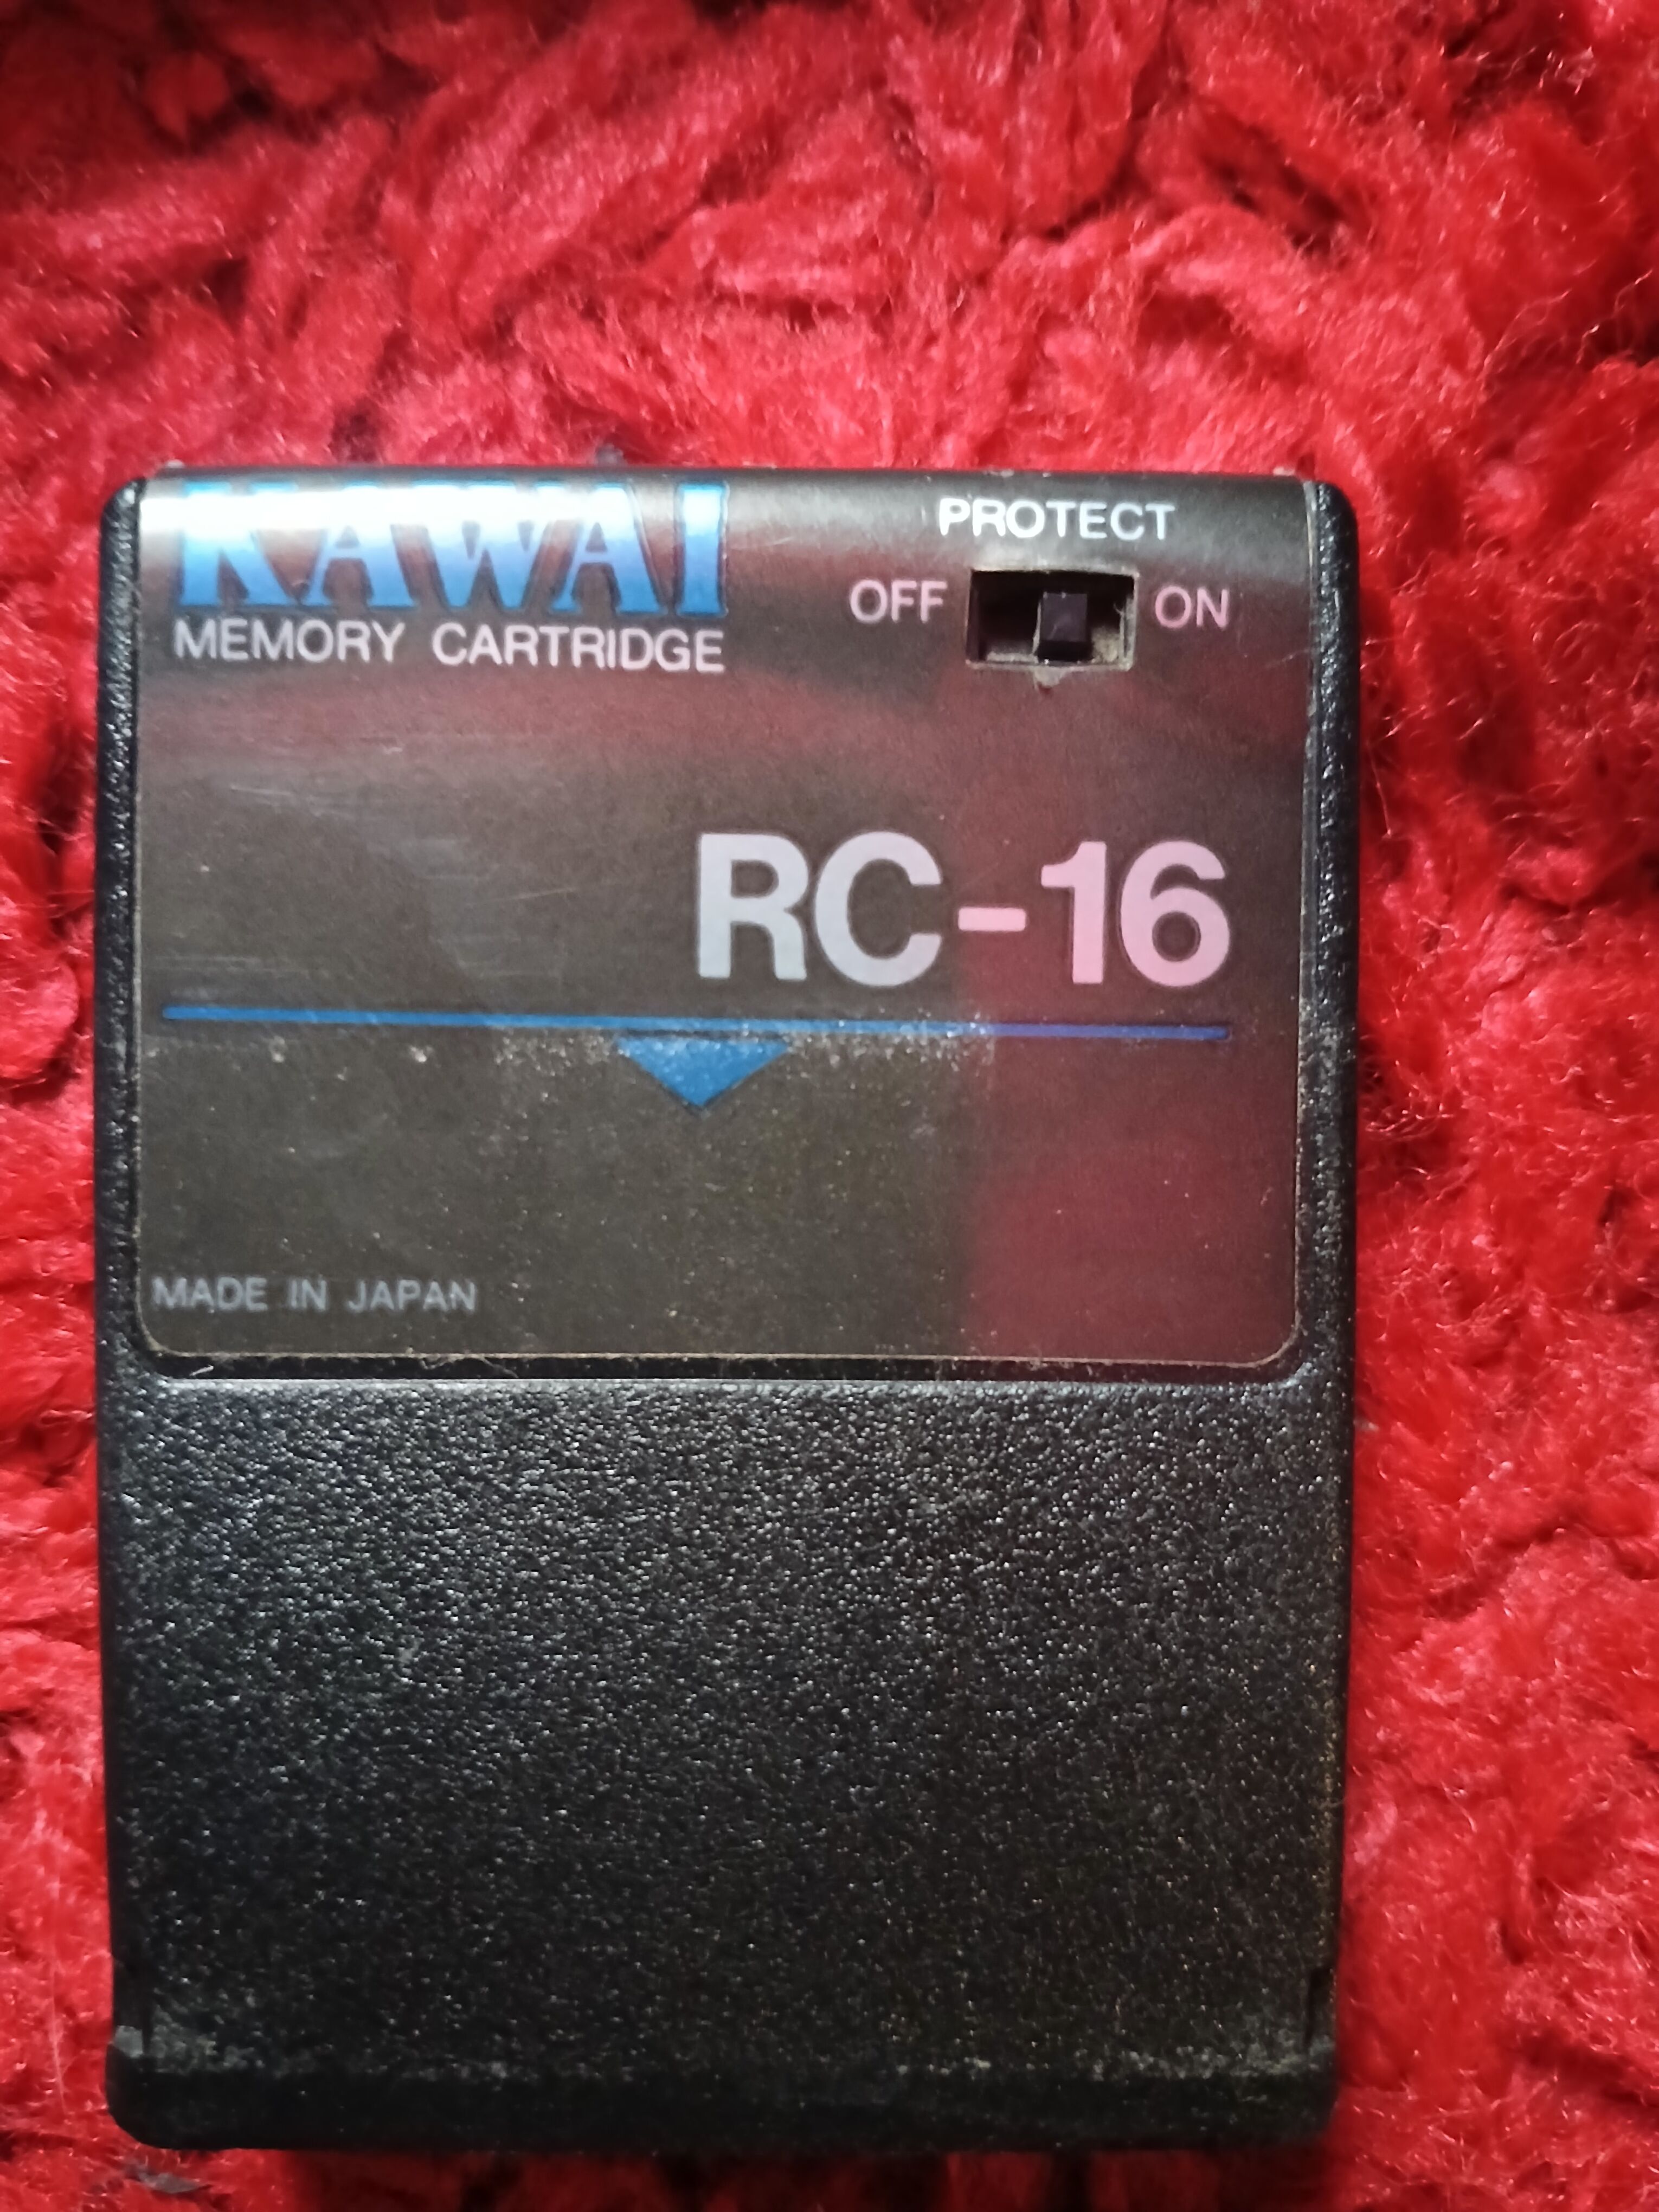 KAWAI
MEMORY CARTRIDGE
PROTECT
OFF ON
RC-16
MADE IN JAPAN